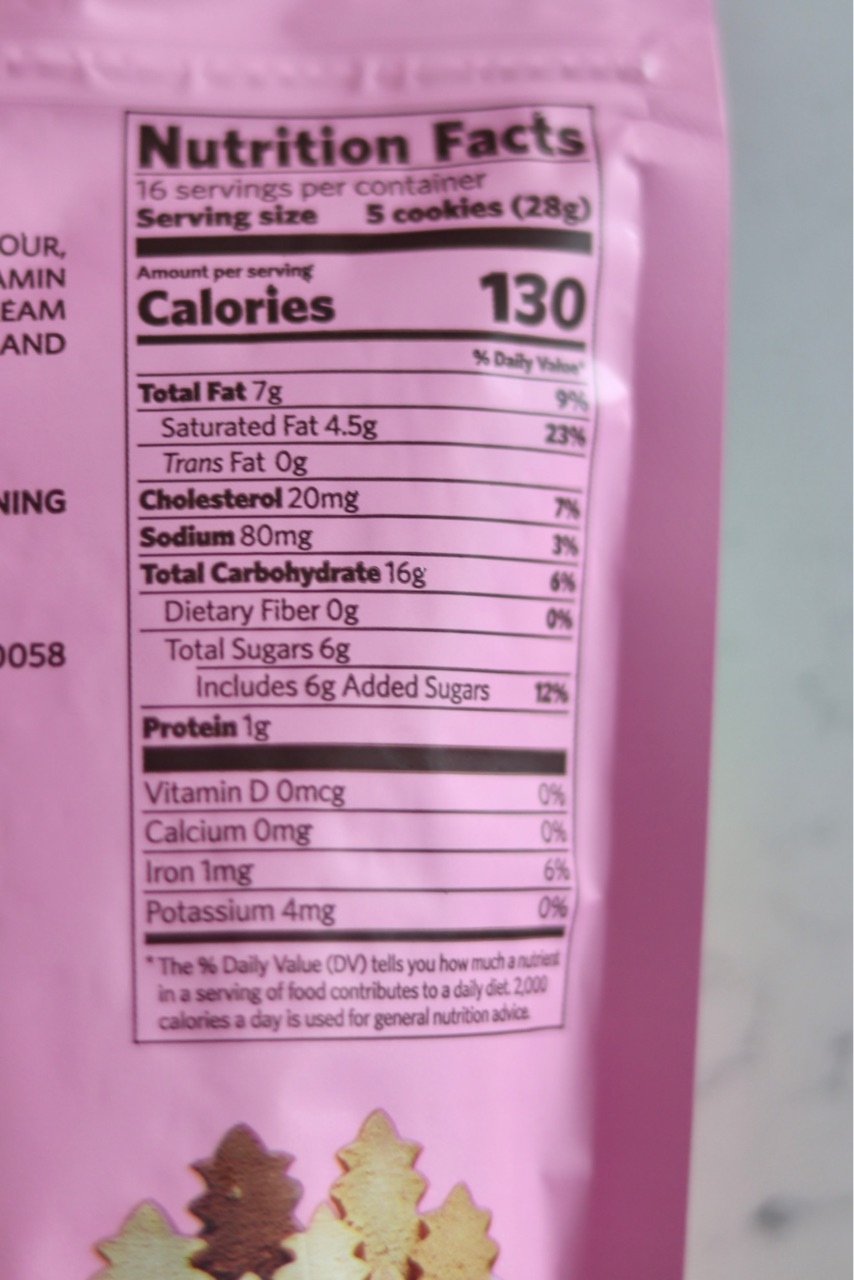 OUR,
AMIN
EAM
AND
NING
0058
Nutrition Facts
16 servings per container
Serving size 5 cookies (28g)
Amount per serving
Calories 130
% Daily Value*
Total Fat 7g 9%
Saturated Fat 4.5g 23%
Trans Fat 0g
Cholesterol 20mg 7%
Sodium 80mg 3%
Total Carbohydrate 16g 6%
Dietary Fiber 0g 0%
Total Sugars 6g
Includes 6g Added Sugars 12%
Protein 1g
Vitamin D 0mcg 0%
Calcium 0mg 0%
Iron 1mg 6%
Potassium 4mg 0%
* The % Daily Value (DV) tells you how much a nutrient
in a serving of food contributes to a daily diet. 2,000
calories a day is used for general nutrition advice.